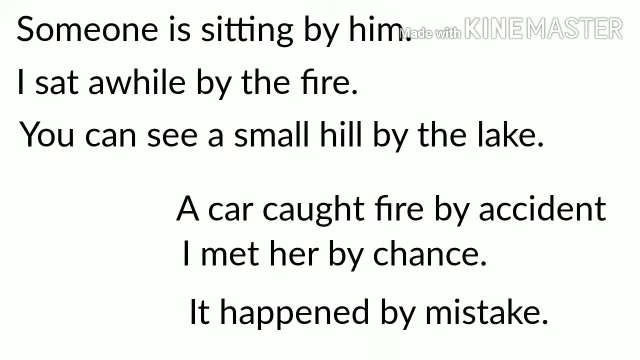 Someone is sitting by him.
Made with KINEMASTER
I sat awhile by the fire.
You can see a small hill by the lake.
A car caught fire by accident
I met her by chance.
It happened by mistake.